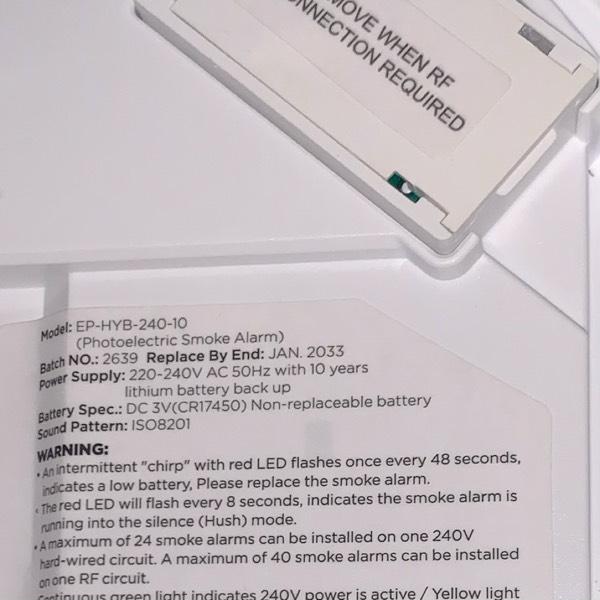 MOVE WHEN RF
CONNECTION REQUIRED
Model: EP-HYB-240-10
(Photoelectric Smoke Alarm)
Batch NO.: 2639 Replace By End: JAN. 2033
Power Supply: 220-240V AC 50Hz with 10 years
lithium battery back up
Battery Spec.: DC 3V(CR17450) Non-replaceable battery
Sound Pattern: ISO8201
WARNING:
• An intermittent "chirp" with red LED flashes once every 48 seconds,
indicates a low battery, Please replace the smoke alarm.
• The red LED will flash every 8 seconds, indicates the smoke alarm is
running into the silence (Hush) mode.
• A maximum of 24 smoke alarms can be installed on one 240V
hard-wired circuit. A maximum of 40 smoke alarms can be installed
on one RF circuit.
Continuous green light indicates 240V power is active / Yellow light